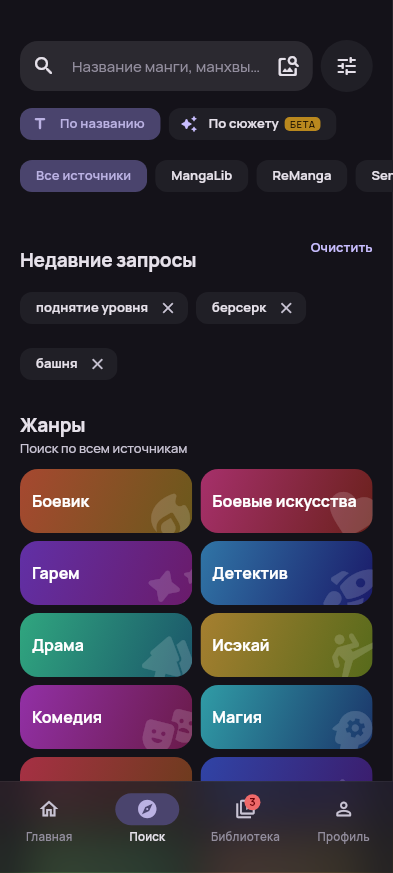 Название манги, манхвы...
По названию
По сюжету БЕТА
Все источники MangaLib ReManga Sen
Очистить
Недавние запросы
поднятие уровня берсерк
башня
Жанры
Поиск по всем источникам
Боевик Боевые искусства
Гарем Детектив
Драма Исэкай
Комедия Магия
3
Главная Поиск Библиотека Профиль